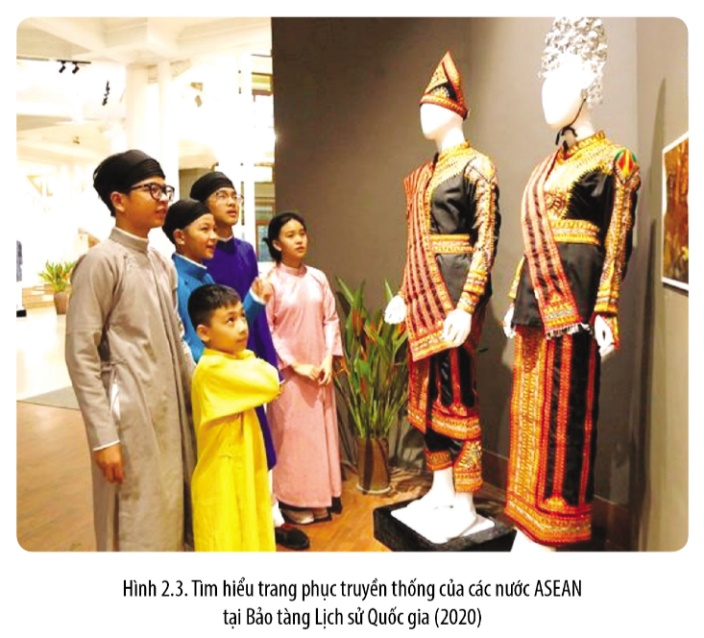 Hình 2.3. Tìm hiểu trang phục truyền thống của các nước ASEAN
tại Bảo tàng Lịch sử Quốc gia (2020)